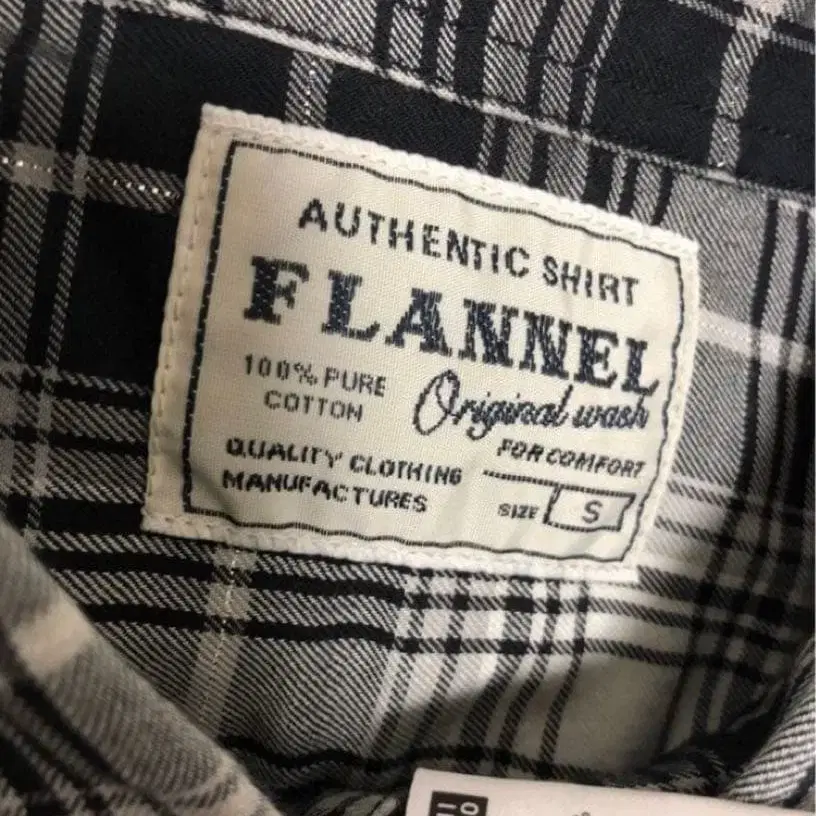 AUTHENTIC SHIRT
FLANNEL
100% PURE
COTTON
Original wash
FOR COMFORT
QUALITY CLOTHING
MANUFACTURES
SIZE S